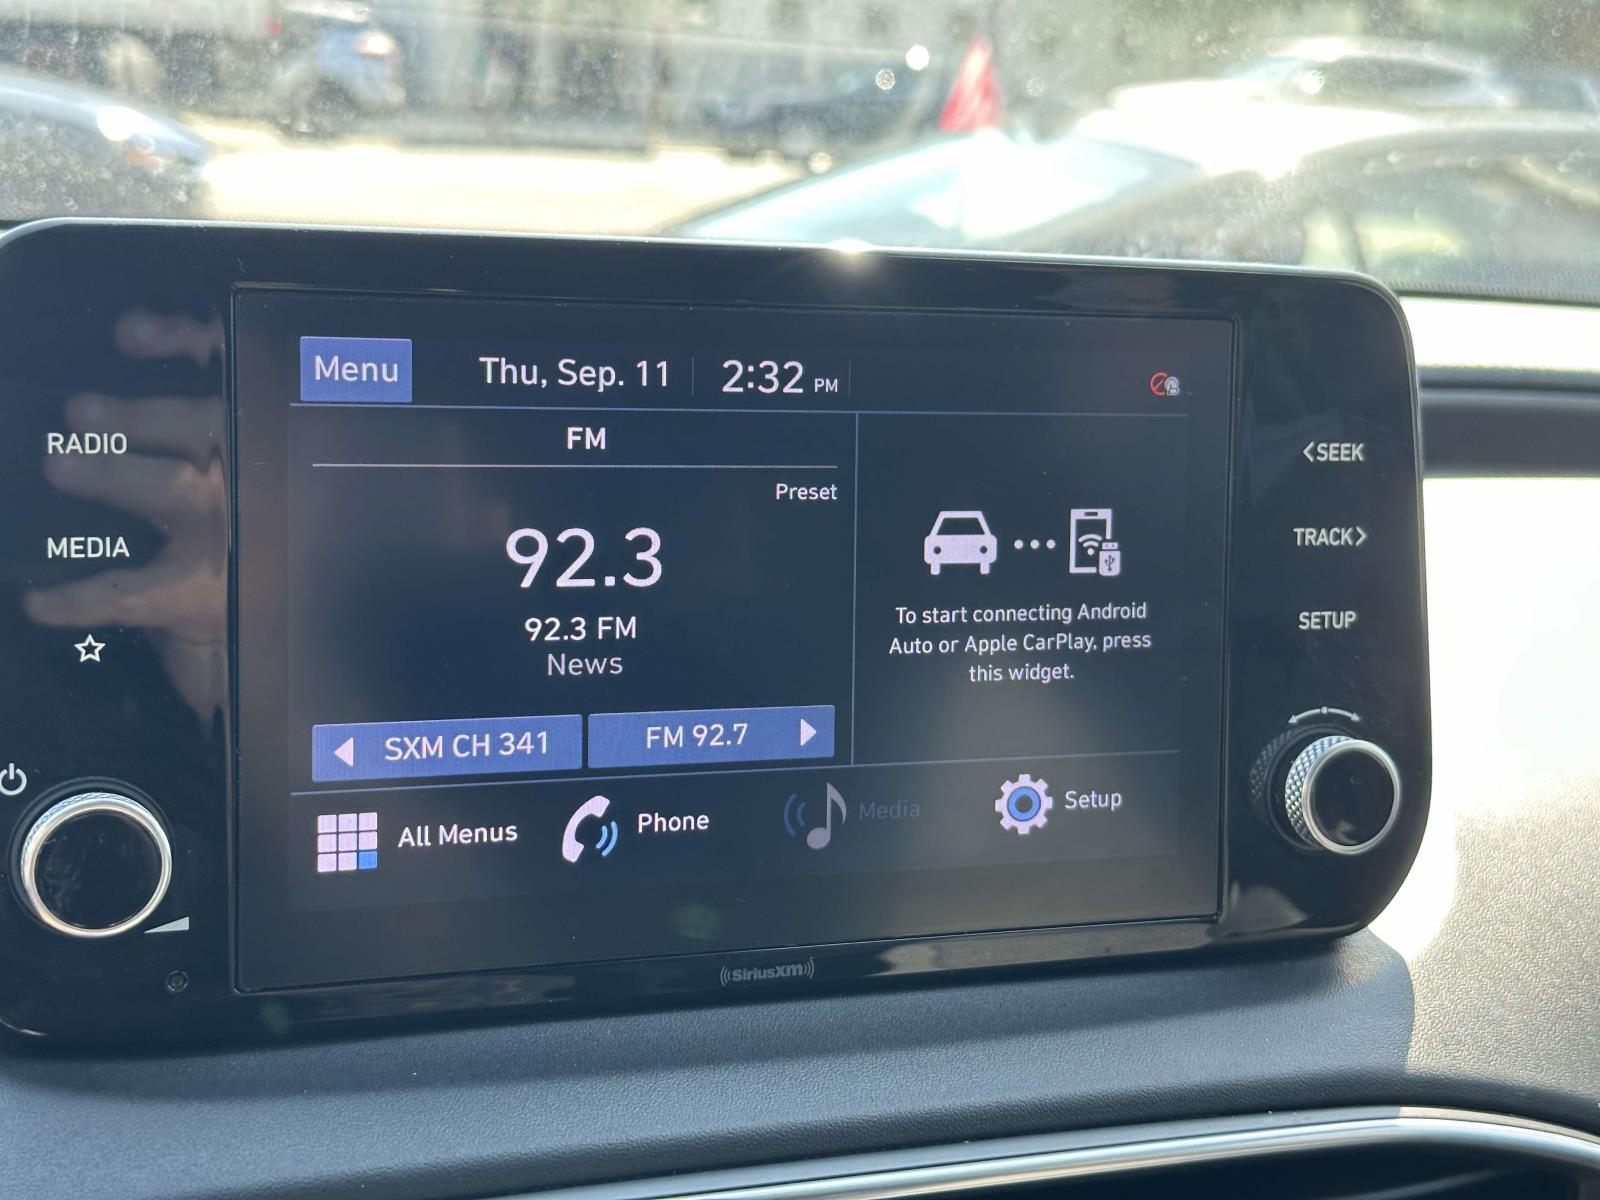 Menu
Thu, Sep. 11
2:32 PM
RADIO
MEDIA
FM
Preset
92.3
92.3 FM
News
SXM CH 341
FM 92.7
To start connecting Android
Auto or Apple CarPlay, press
this widget.
All Menus
Phone
Media
Setup
<SEEK
TRACK>
SETUP
SiriusXM